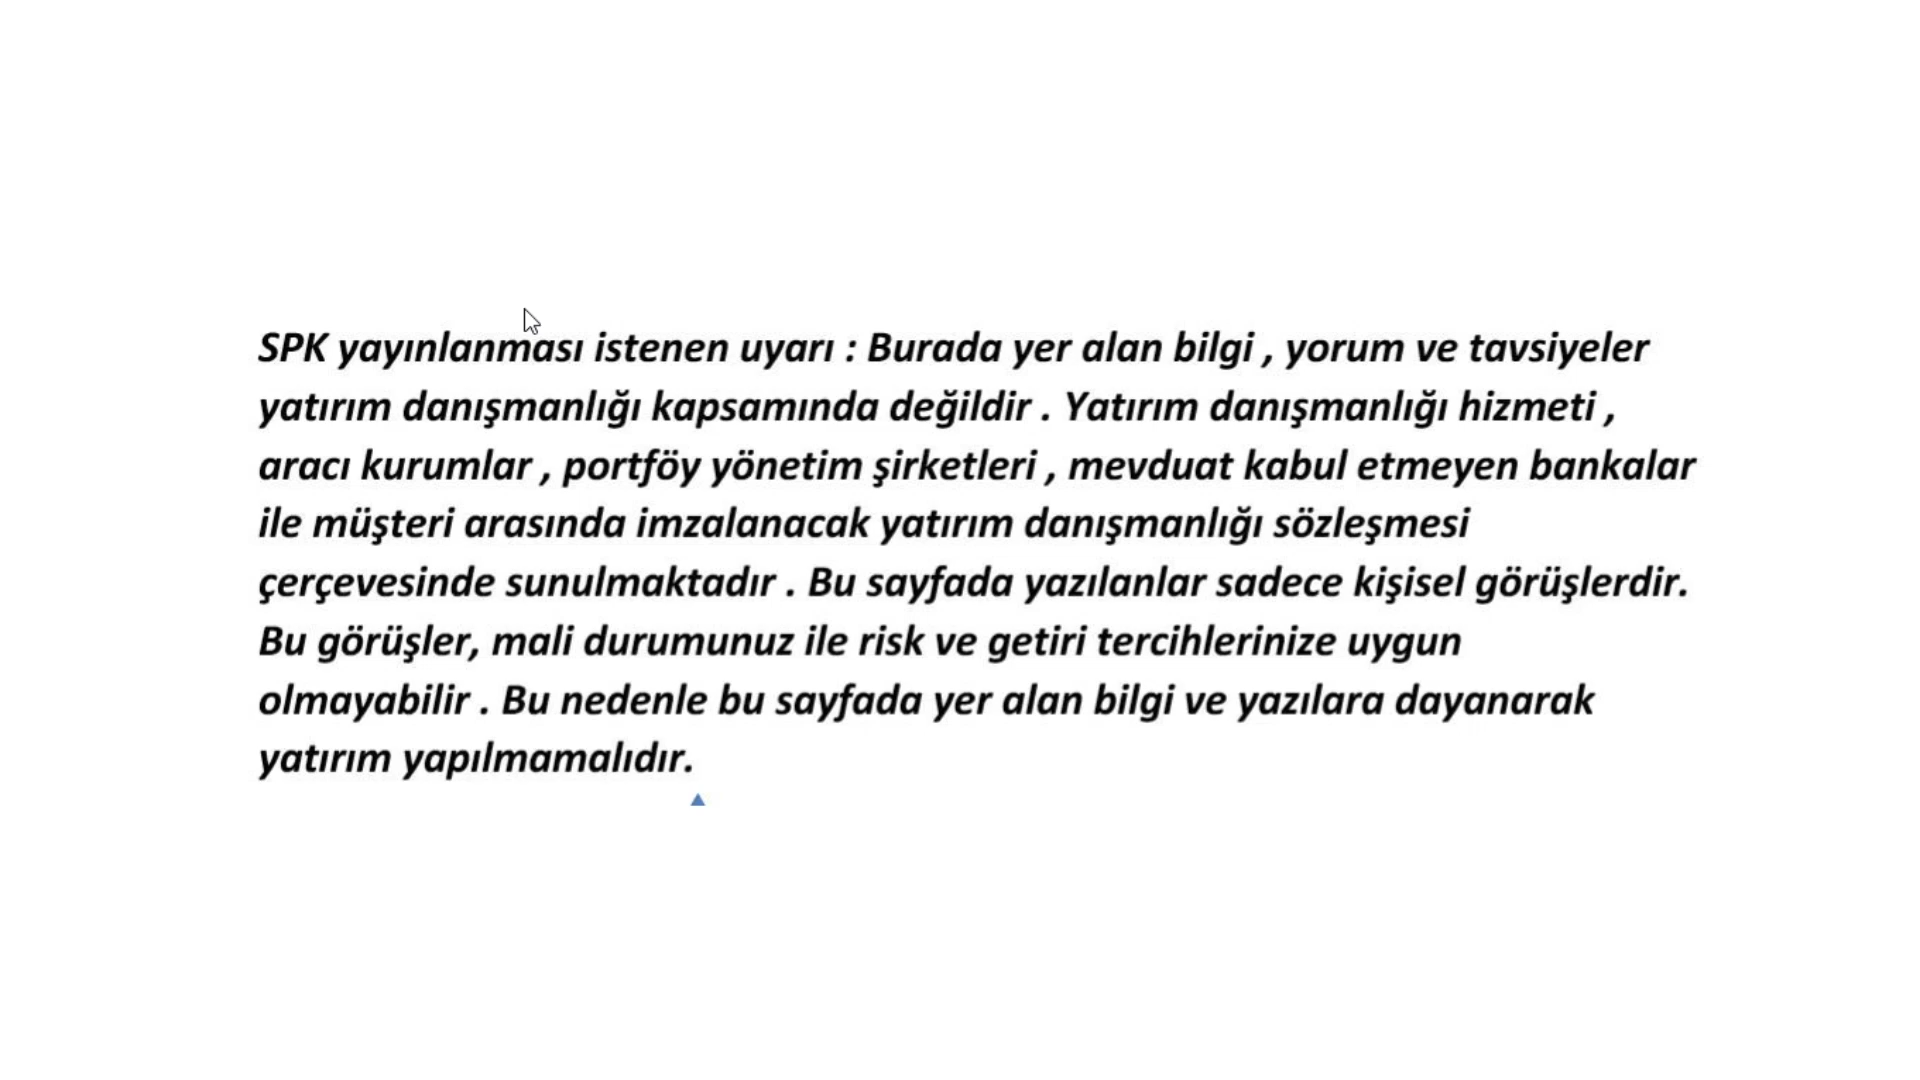 SPK yayınlanması istenen uyarı : Burada yer alan bilgi , yorum ve tavsiyeler
yatırım danışmanlığı kapsamında değildir . Yatırım danışmanlığı hizmeti ,
aracı kurumlar , portföy yönetim şirketleri , mevduat kabul etmeyen bankalar
ile müşteri arasında imzalanacak yatırım danışmanlığı sözleşmesi
çerçevesinde sunulmaktadır . Bu sayfada yazılanlar sadece kişisel görüşlerdir.
Bu görüşler, mali durumunuz ile risk ve getiri tercihlerinize uygun
olmayabilir . Bu nedenle bu sayfada yer alan bilgi ve yazılara dayanarak
yatırım yapılmamalıdır.